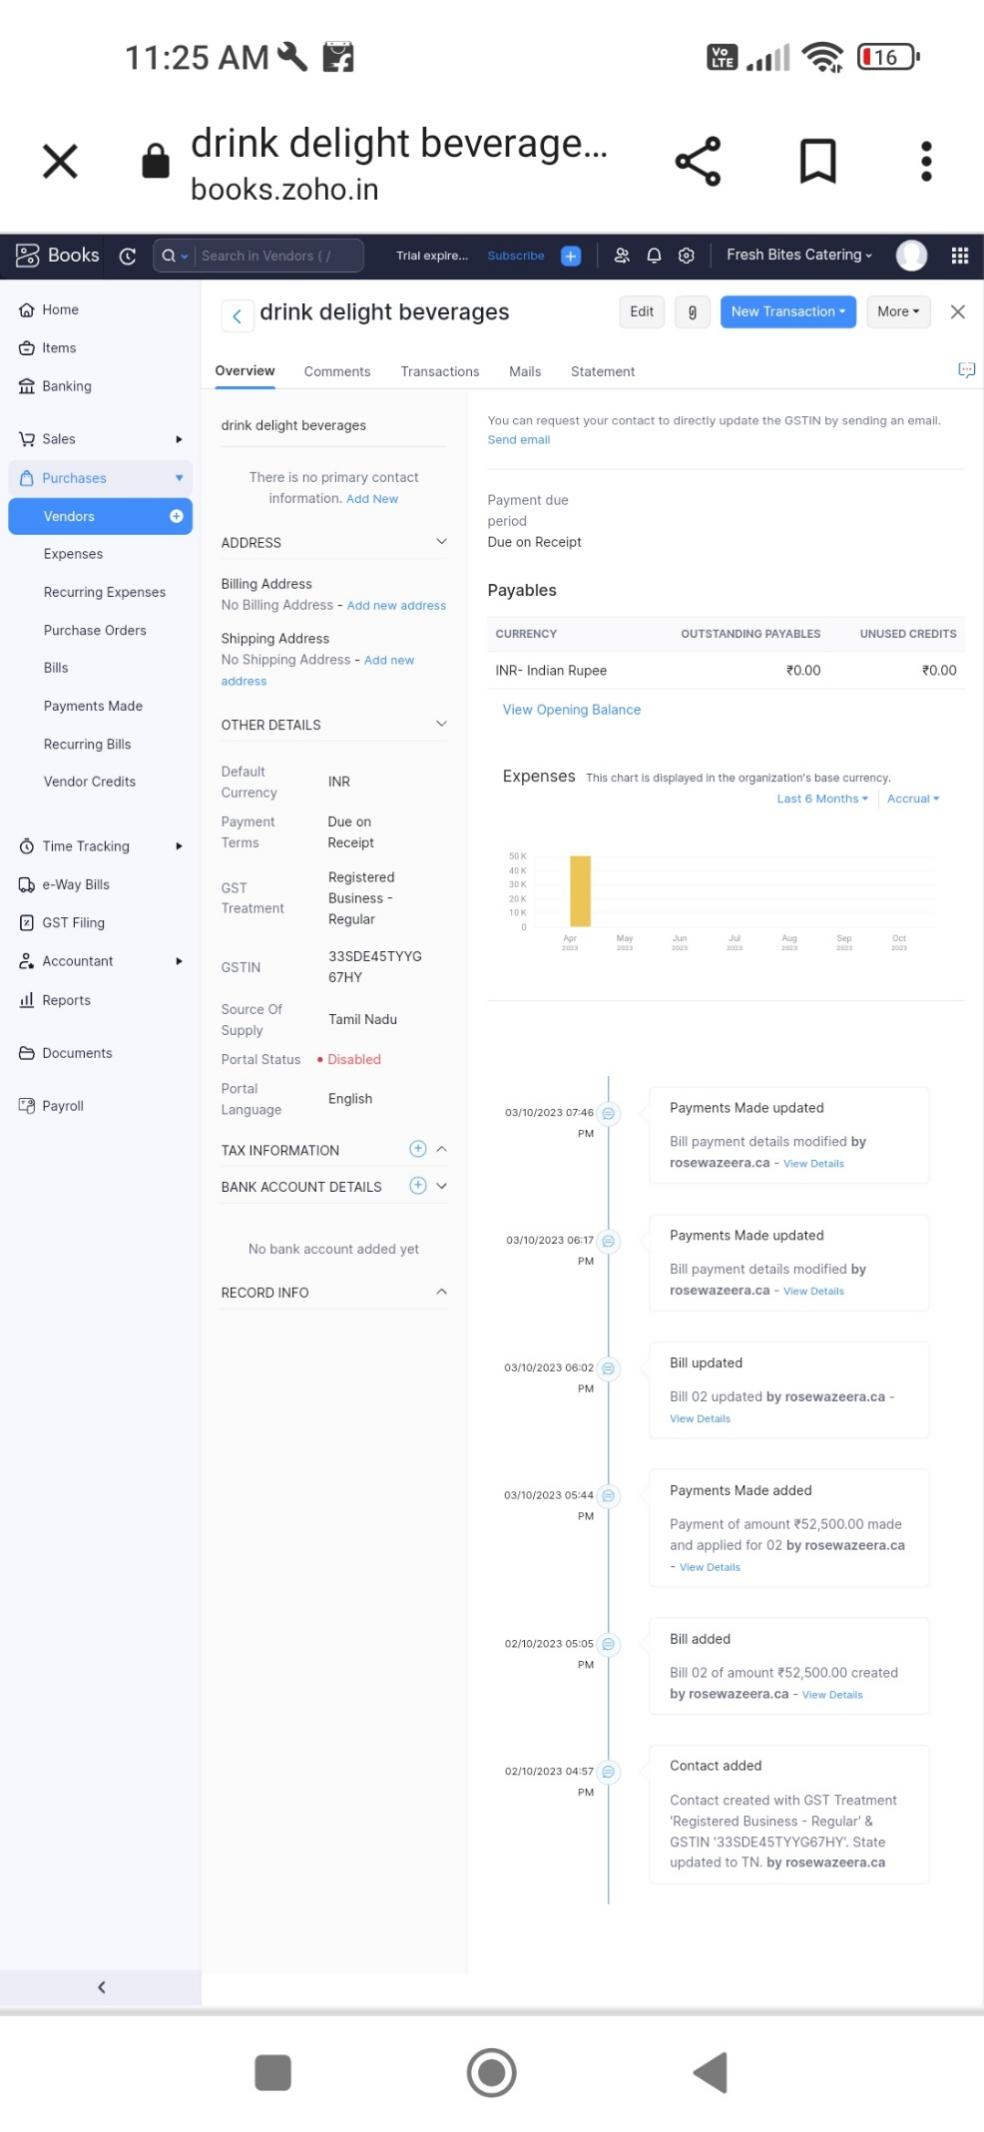 11:25 AM
Vo
LTE
16
drink delight beverage...
books.zoho.in
Books
Search in Vendors ( /
Trial expire...
Subscribe
Fresh Bites Catering
Home
Items
Banking
Sales
Purchases
Vendors
Expenses
Recurring Expenses
Purchase Orders
Bills
Payments Made
Recurring Bills
Vendor Credits
Time Tracking
e-Way Bills
GST Filing
Accountant
Reports
Documents
Payroll
drink delight beverages
Edit
New Transaction
More
Overview
Comments
Transactions
Mails
Statement
drink delight beverages
There is no primary contact
information. Add New
ADDRESS
Billing Address
No Billing Address - Add new address
Shipping Address
No Shipping Address - Add new
address
OTHER DETAILS
Default
Currency
INR
Payment
Terms
Due on
Receipt
GST
Treatment
Registered
Business -
Regular
GSTIN
33SDE45TYYG
67HY
Source Of
Supply
Tamil Nadu
Portal Status
• Disabled
Portal
Language
English
TAX INFORMATION
BANK ACCOUNT DETAILS
No bank account added yet
RECORD INFO
You can request your contact to directly update the GSTIN by sending an email.
Send email
Payment due
period
Due on Receipt
Payables
CURRENCY OUTSTANDING PAYABLES UNUSED CREDITS
INR- Indian Rupee ₹0.00 ₹0.00
View Opening Balance
Expenses This chart is displayed in the organization's base currency.
Last 6 Months Accrual
50 K
40 K
30 K
20 K
10 K
0
Apr May Jun Jul Aug Sep Oct
2023 2023 2023 2023 2023 2023 2023
03/10/2023 07:46
PM
Payments Made updated
Bill payment details modified by
rosewazeera.ca - View Details
03/10/2023 06:17
PM
Payments Made updated
Bill payment details modified by
rosewazeera.ca - View Details
03/10/2023 06:02
PM
Bill updated
Bill 02 updated by rosewazeera.ca -
View Details
03/10/2023 05:44
PM
Payments Made added
Payment of amount ₹52,500.00 made
and applied for 02 by rosewazeera.ca
- View Details
02/10/2023 05:05
PM
Bill added
Bill 02 of amount ₹52,500.00 created
by rosewazeera.ca - View Details
02/10/2023 04:57
PM
Contact added
Contact created with GST Treatment
'Registered Business - Regular' &
GSTIN '33SDE45TYYG67HY'. State
updated to TN. by rosewazeera.ca